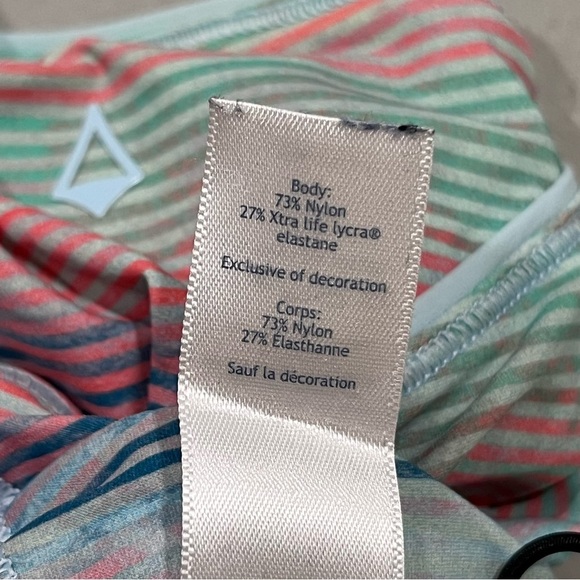 Body:
73% Nylon
27% Xtra life lycra®
elastane
Exclusive of decoration
Corps:
73% Nylon
27% Elasthanne
Sauf la décoration